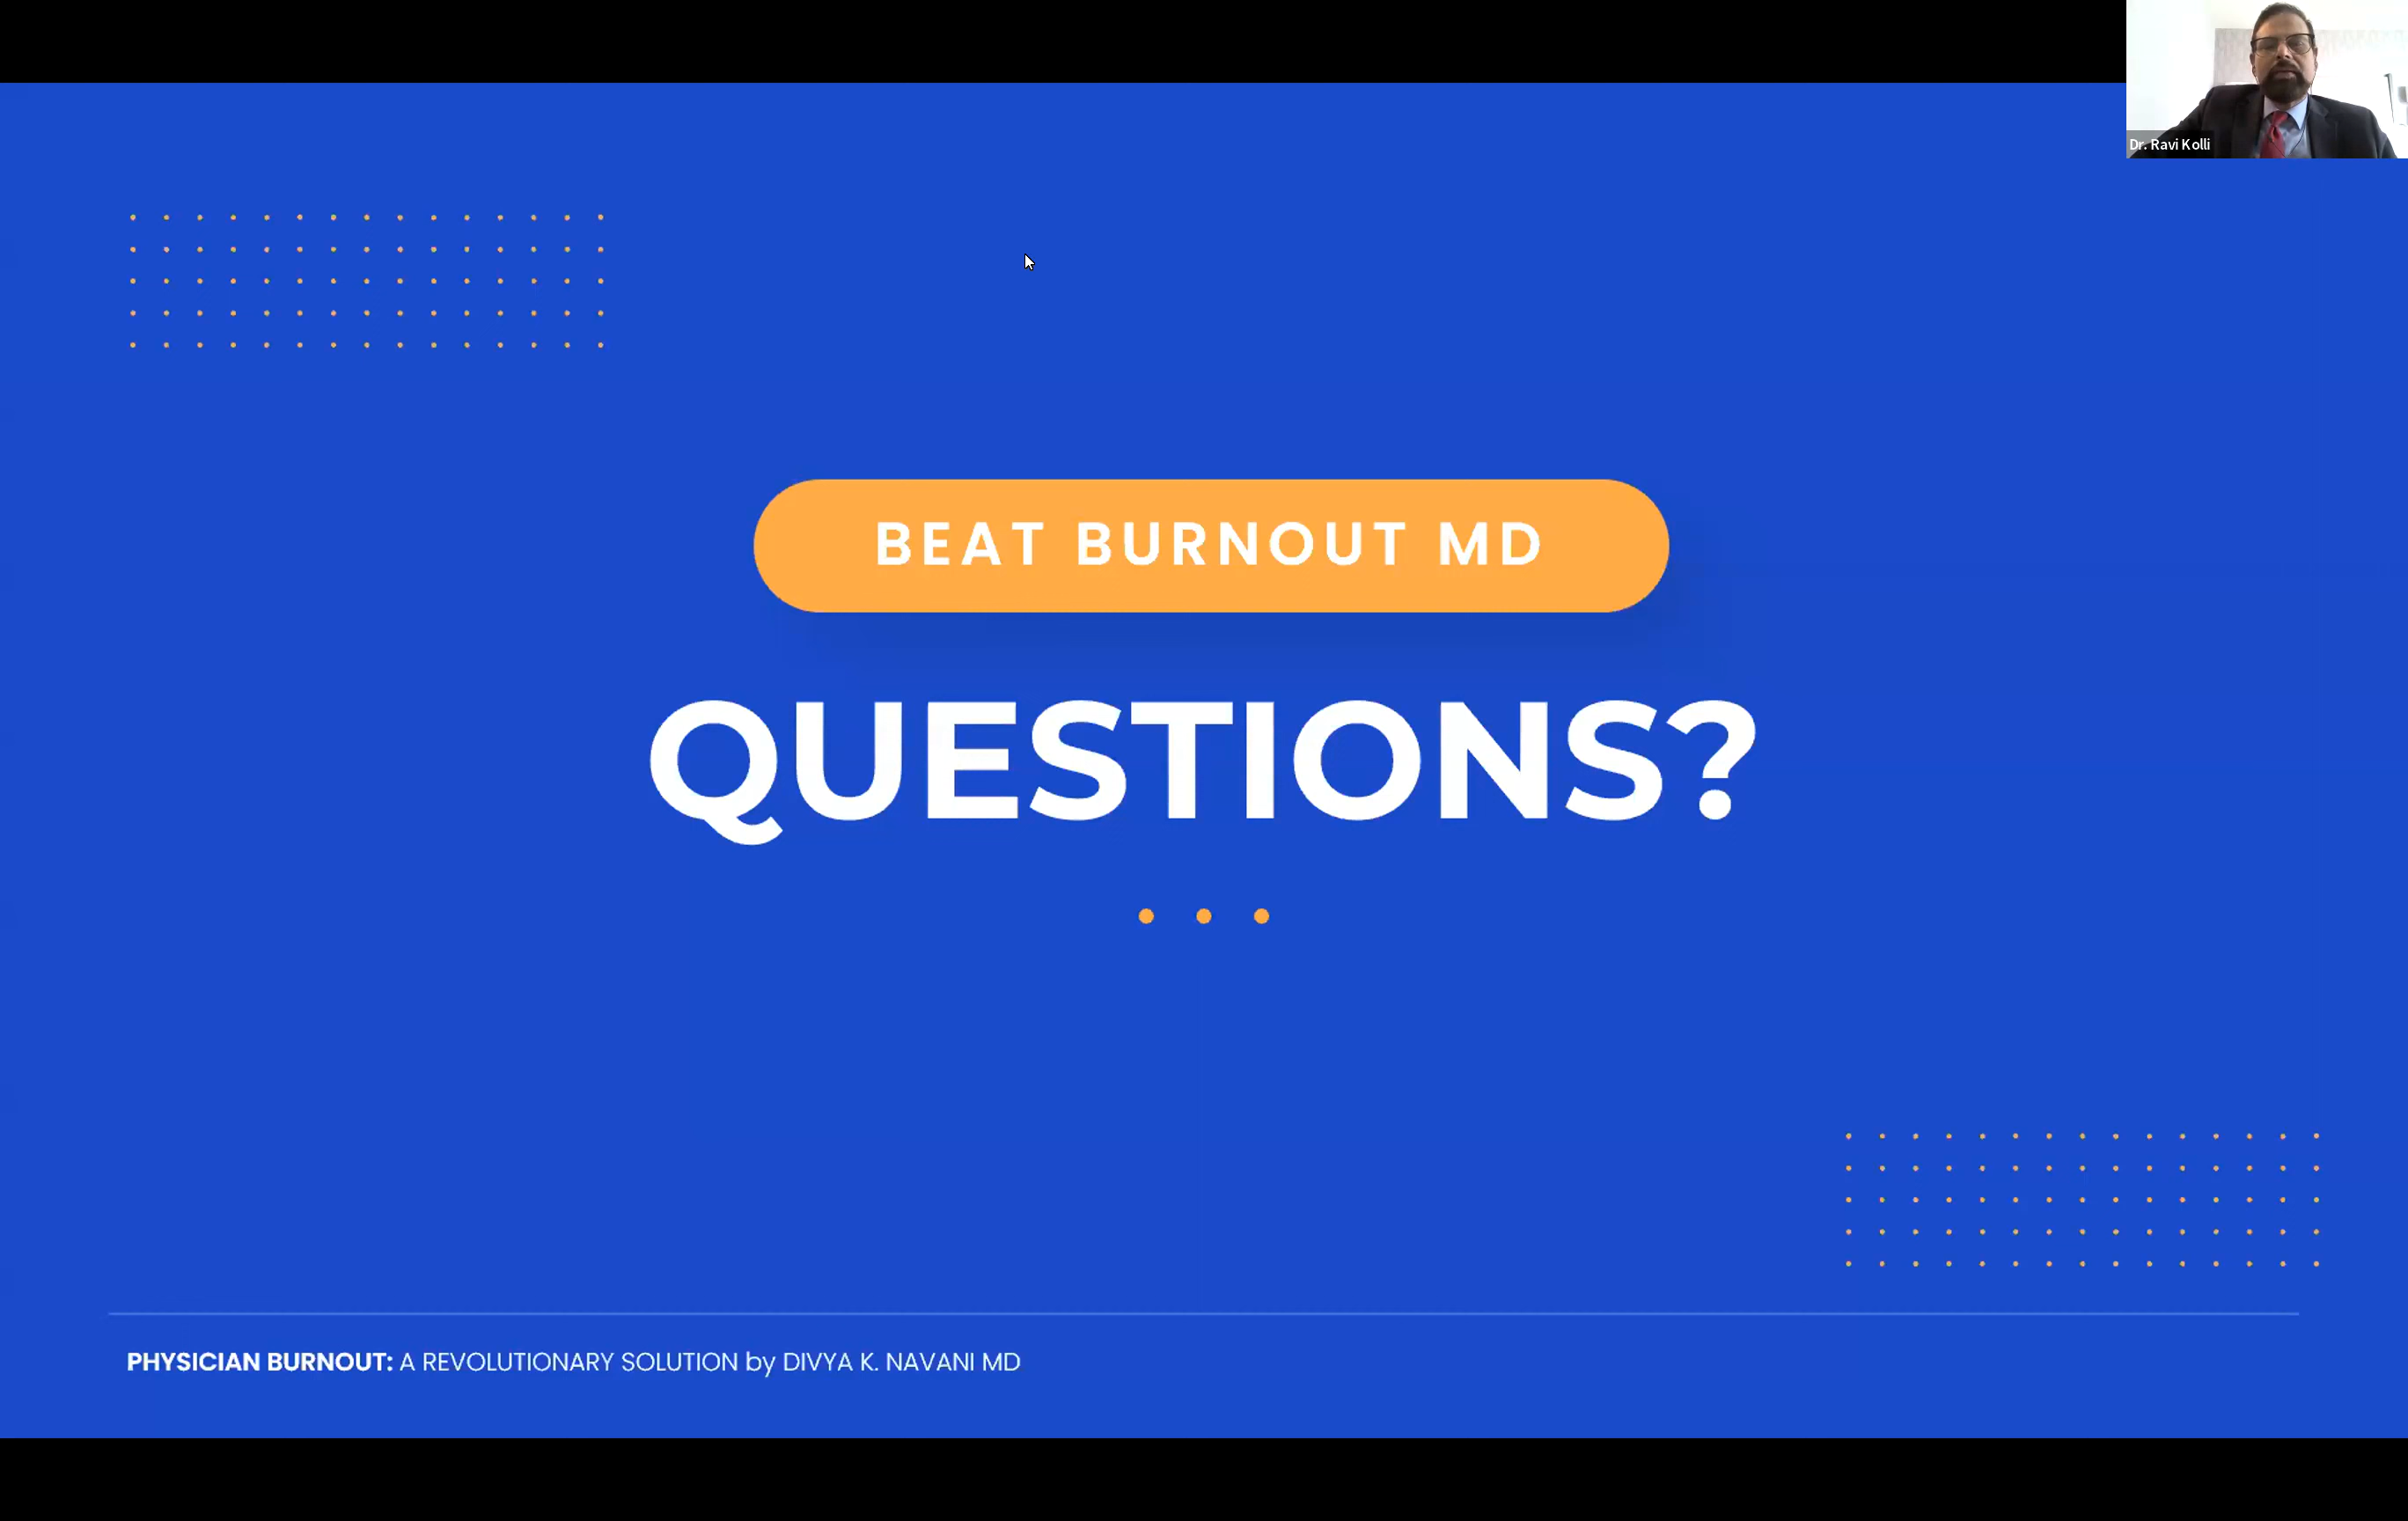 Dr. Ravi Kolli
BEAT BURNOUT MD
QUESTIONS?
PHYSICIAN BURNOUT: A REVOLUTIONARY SOLUTION by DIVYA K. NAVANI MD